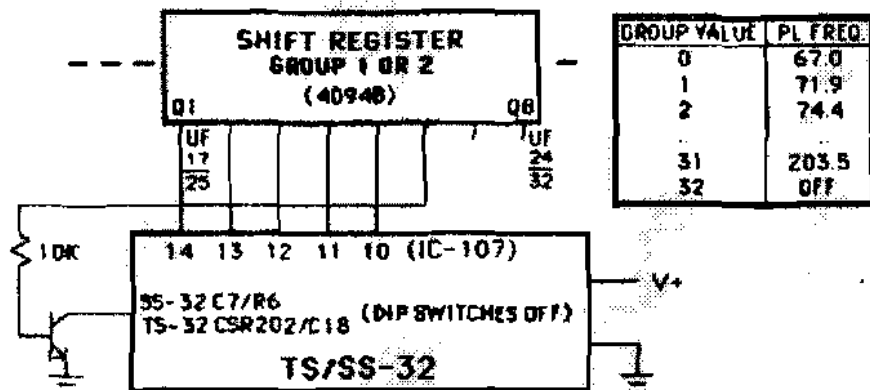 SHIFT REGISTER
GROUP 1 OR 2
(4094B)
Q1 Q8
UF
17
25
UF
24
32
GROUP VALUE PL FREQ.
0 67.0
1 71.9
2 74.4
31 203.5
32 OFF
10K
14 13 12 11 10 (IC-107)
SS-32 C7/R6
TS-32 CSR202/C18
(DIP SWITCHES OFF)
V+
TS/SS-32